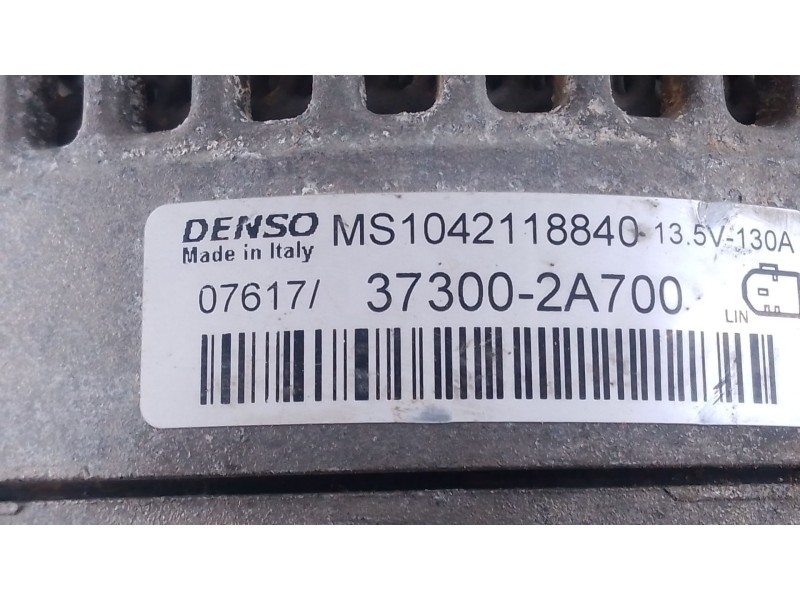 DENSO MS1042118840 13.5V-130A
Made in Italy
07617/ 37300-2A700
LIN